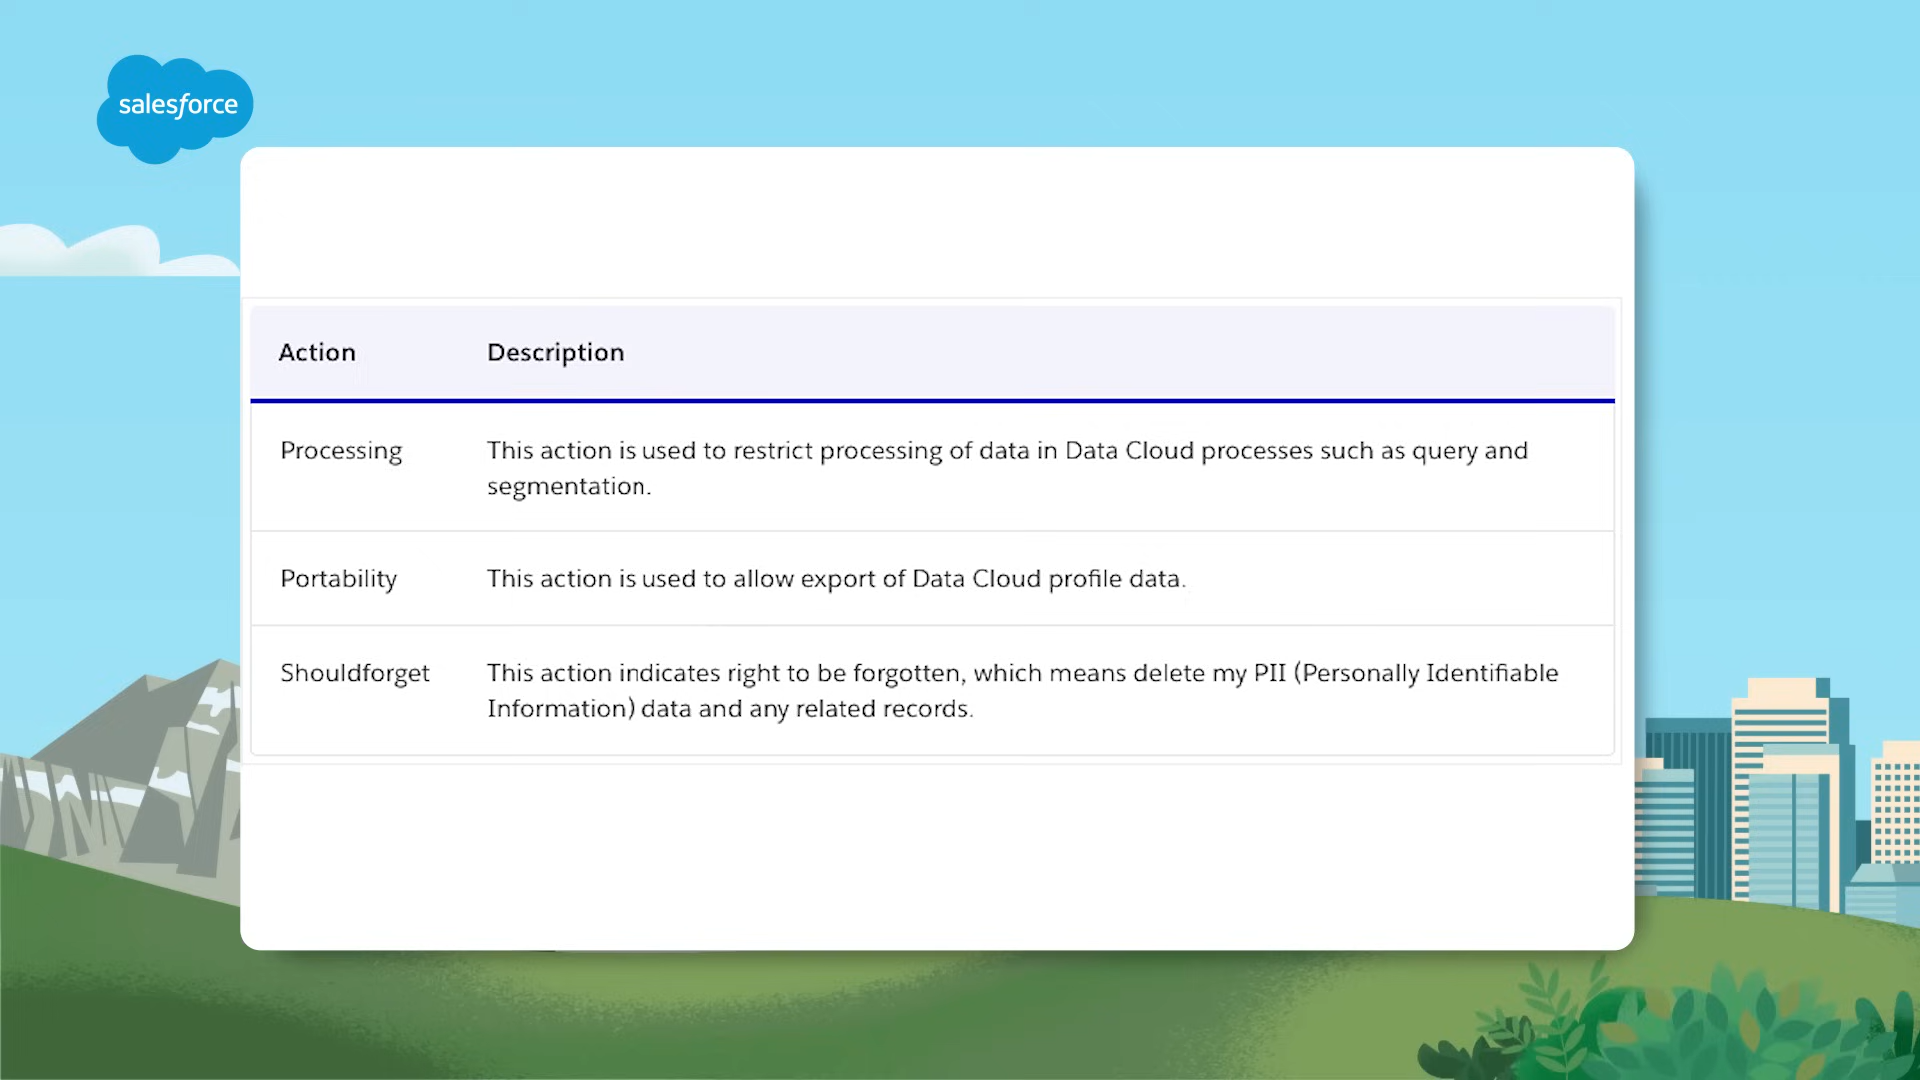 salesforce
Action Description
Processing This action is used to restrict processing of data in Data Cloud processes such as query and
segmentation.
Portability This action is used to allow export of Data Cloud profile data.
Shouldforget This action indicates right to be forgotten, which means delete my PII (Personally Identifiable
Information) data and any related records.